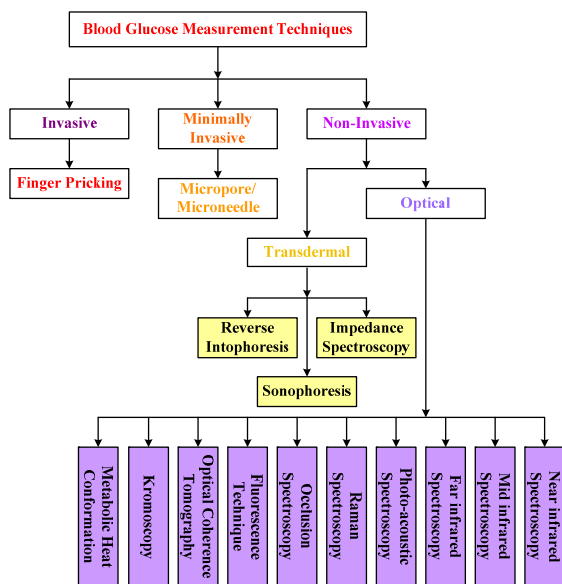 Blood Glucose Measurement Techniques
Invasive
Minimally
Invasive
Non-Invasive
Finger Pricking
Micropore/
Microneedle
Optical
Transdermal
Reverse
Intophoresis
Impedance
Spectroscopy
Sonophoresis
Metabolic Heat
Conformation
Kromoscopy
Optical Coherence
Tomography
Fluorescence
Technique
Occlusion
Spectroscopy
Raman
Spectroscopy
Photo-acoustic
Spectroscopy
Far infrared
Spectroscopy
Mid infrared
Spectroscopy
Near infrared
Spectroscopy